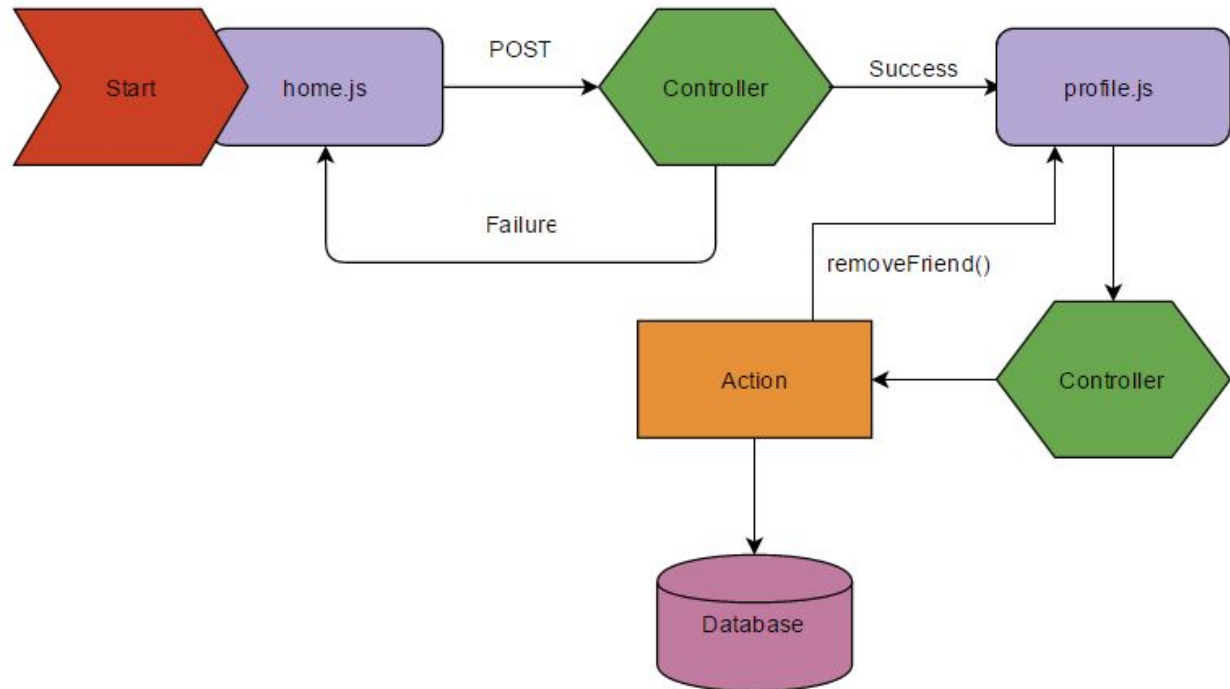 Start
home.js
POST
Controller
Success
profile.js
Failure
removeFriend()
Action
Controller
Database